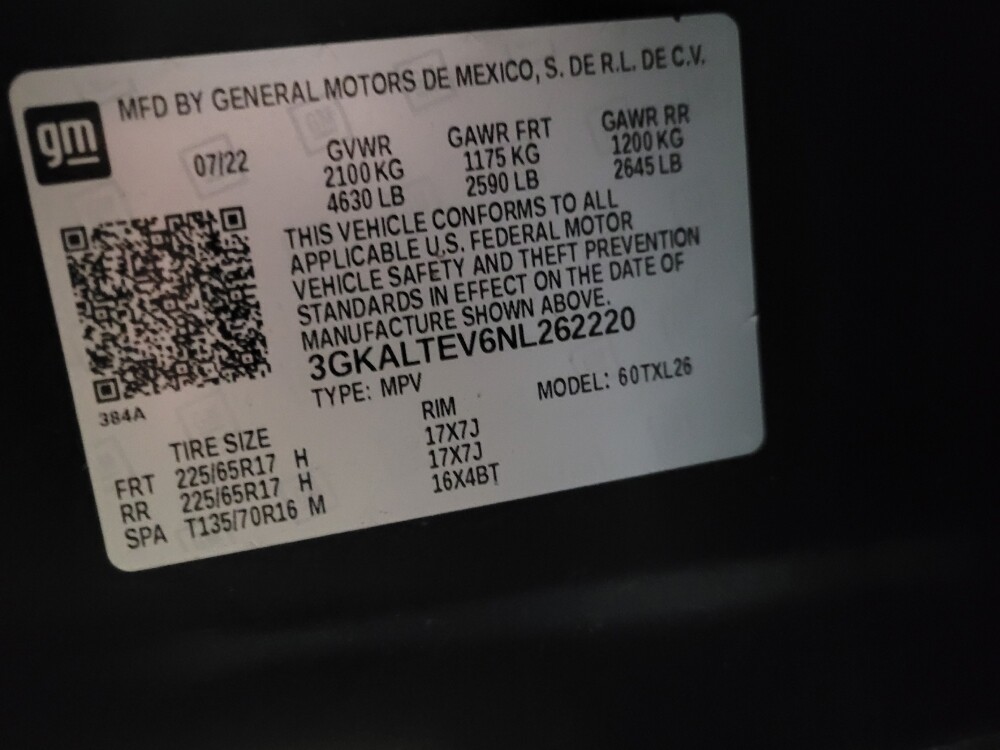 MFD BY GENERAL MOTORS DE MEXICO, S. DE R.L. DE C.V.
gm
07/22
GVWR
2100 KG
4630 LB
GAWR FRT
1175 KG
2590 LB
GAWR RR
1200 KG
2645 LB
THIS VEHICLE CONFORMS TO ALL
APPLICABLE U.S. FEDERAL MOTOR
VEHICLE SAFETY AND THEFT PREVENTION
STANDARDS IN EFFECT ON THE DATE OF
MANUFACTURE SHOWN ABOVE.
3GKALTEV6NL262220
TYPE: MPV MODEL: 60TXL26
384A
TIRE SIZE RIM
FRT 225/65R17 H 17X7J
RR 225/65R17 H 17X7J
SPA T135/70R16 M 16X4BT